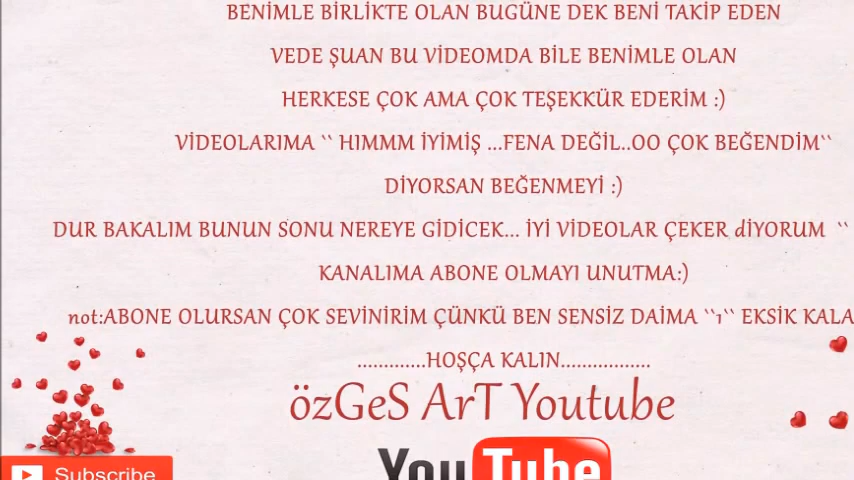 BENİMLE BİRLİKTE OLAN BUGÜNE DEK BENİ TAKİP EDEN
VEDE ŞUAN BU VİDEOMDA BİLE BENİMLE OLAN
HERKESE ÇOK AMA ÇOK TEŞEKKÜR EDERİM :)
VİDEOLARIMA `` HIMMM İYİMİŞ ...FENA DEĞİL..OO ÇOK BEĞENDİM``
DİYORSAN BEĞENMEYİ :)
DUR BAKALIM BUNUN SONU NEREYE GİDİCEK... İYİ VİDEOLAR ÇEKER dİYORUM ``
KANALIMA ABONE OLMAYI UNUTMA:)
not:ABONE OLURSAN ÇOK SEVİNİRİM ÇÜNKÜ BEN SENSİZ DAİMA ``1`` EKSİK KALA
.............HOŞÇA KALIN.................
özGeS ArT Youtube
YouTube
Subscribe